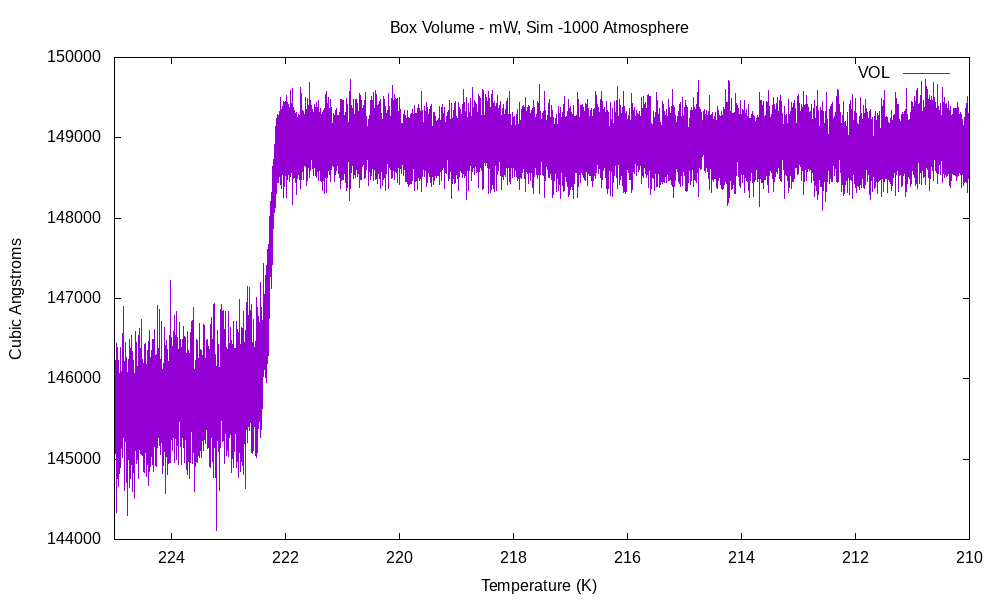 Box Volume - mW, Sim -1000 Atmosphere
VOL
150000
149000
148000
147000
146000
145000
144000
Cubic Angstroms
224 222 220 218 216 214 212 210
Temperature (K)